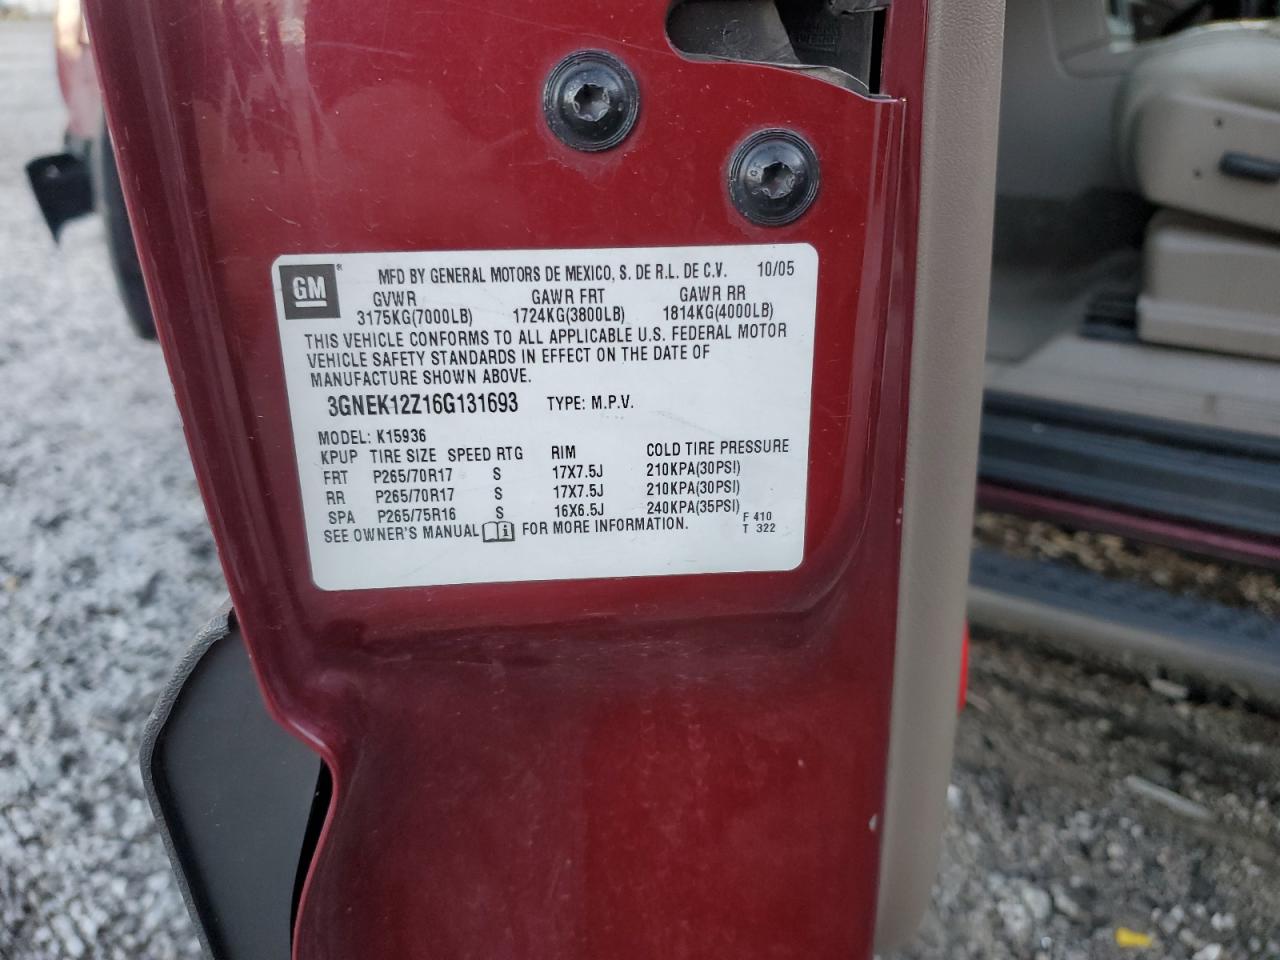 GM® MFD BY GENERAL MOTORS DE MEXICO, S. DE R.L. DE C.V. 10/05
GVWR GAWR FRT GAWR RR
3175KG(7000LB) 1724KG(3800LB) 1814KG(4000LB)
THIS VEHICLE CONFORMS TO ALL APPLICABLE U.S. FEDERAL MOTOR
VEHICLE SAFETY STANDARDS IN EFFECT ON THE DATE OF
MANUFACTURE SHOWN ABOVE.
3GNEK12Z16G131693 TYPE: M.P.V.
MODEL: K15936
KPUP TIRE SIZE SPEED RTG RIM COLD TIRE PRESSURE
FRT P265/70R17 S 17X7.5J 210KPA(30PSI)
RR P265/70R17 S 17X7.5J 210KPA(30PSI)
SPA P265/75R16 S 16X6.5J 240KPA(35PSI)
SEE OWNER'S MANUAL i FOR MORE INFORMATION. F 410
T 322